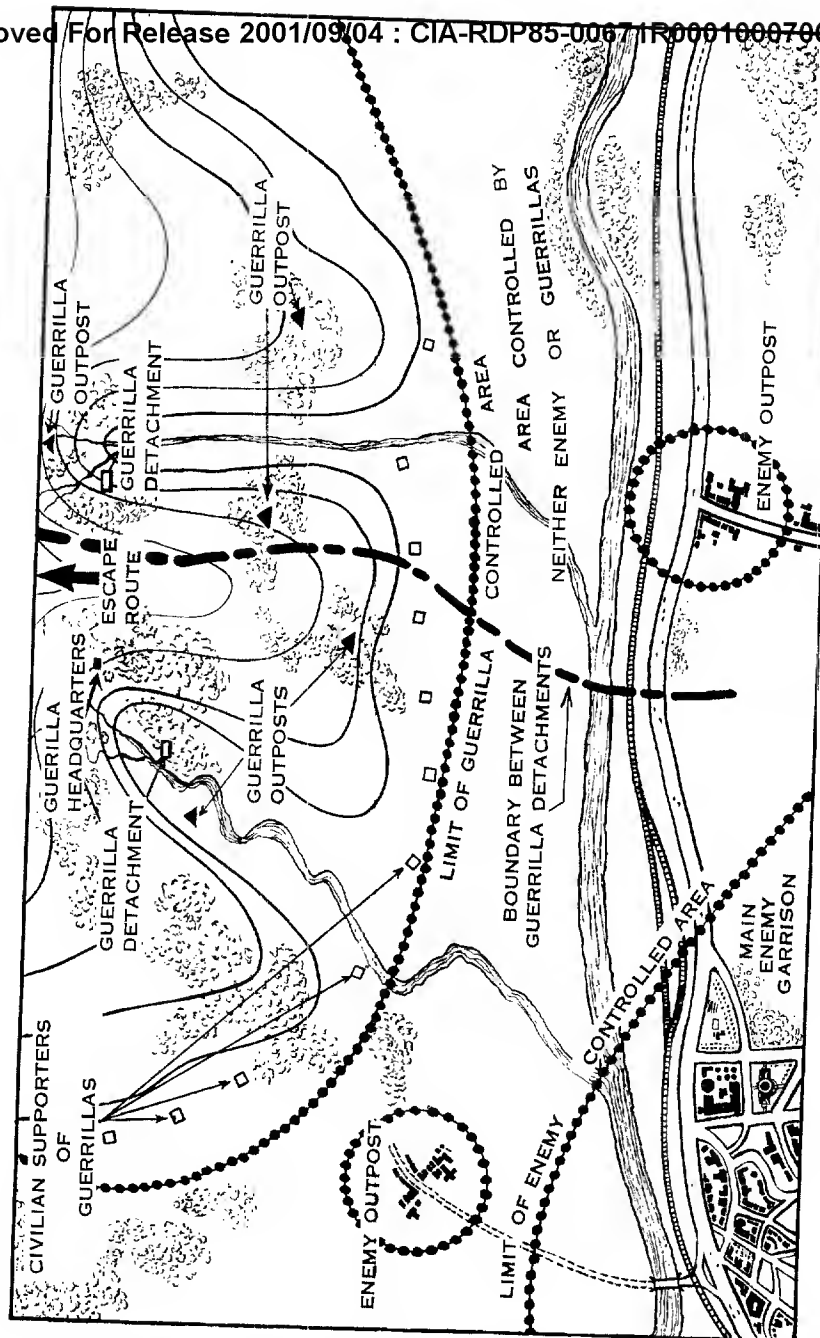 oved For Release 2001/09/04 : CIA-RDP85-00671R000100070
CIVILIAN SUPPORTERS
OF
GUERRILLAS
GUERILLA
HEADQUARTERS
ESCAPE
ROUTE
GUERRILLA
OUTPOST
GUERRILLA
DETACHMENT
GUERRILLA
DETACHMENT
GUERRILLA
OUTPOSTS
GUERRILLA
OUTPOST
ENEMY OUTPOST
LIMIT OF GUERRILLA
CONTROLLED AREA
LIMIT OF ENEMY
CONTROLLED AREA
BOUNDARY BETWEEN
GUERRILLA DETACHMENTS
AREA CONTROLLED BY
NEITHER ENEMY OR GUERRILLAS
MAIN
ENEMY
GARRISON
ENEMY OUTPOST